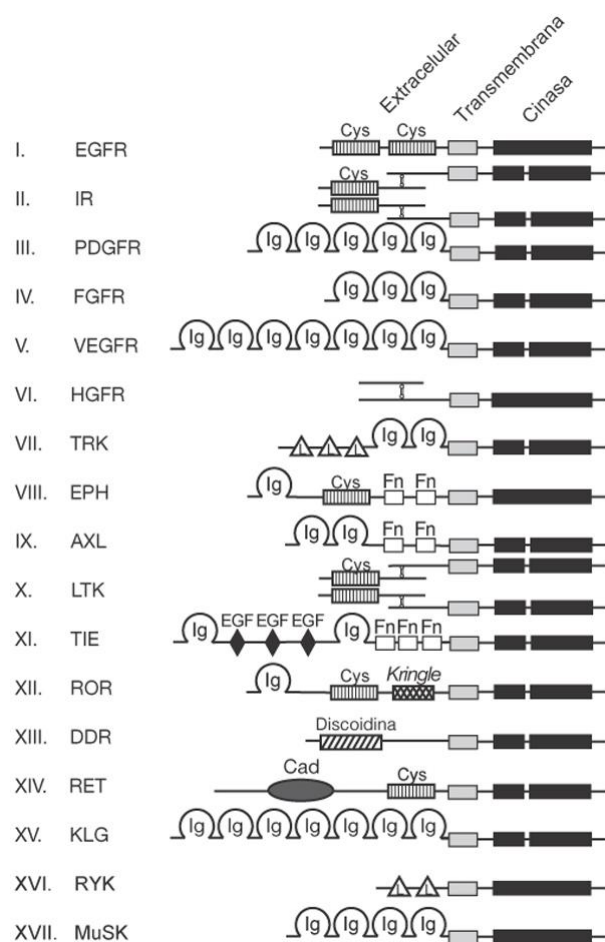 Extracelular
Transmembrana
Cinasa
I. EGFR Cys Cys
II. IR Cys
III. PDGFR Ig Ig Ig Ig Ig
IV. FGFR Ig Ig Ig
V. VEGFR Ig Ig Ig Ig Ig Ig Ig
VI. HGFR
VII. TRK L L L Ig Ig
VIII. EPH Ig Cys Fn Fn
IX. AXL Ig Ig Fn Fn
X. LTK Cys
XI. TIE Ig EGF EGF EGF Ig Fn Fn Fn
XII. ROR Ig Cys Kringle
XIII. DDR Discoidina
XIV. RET Cad Cys
XV. KLG Ig Ig Ig Ig Ig Ig Ig
XVI. RYK L L
XVII. MuSK Ig Ig Ig Ig